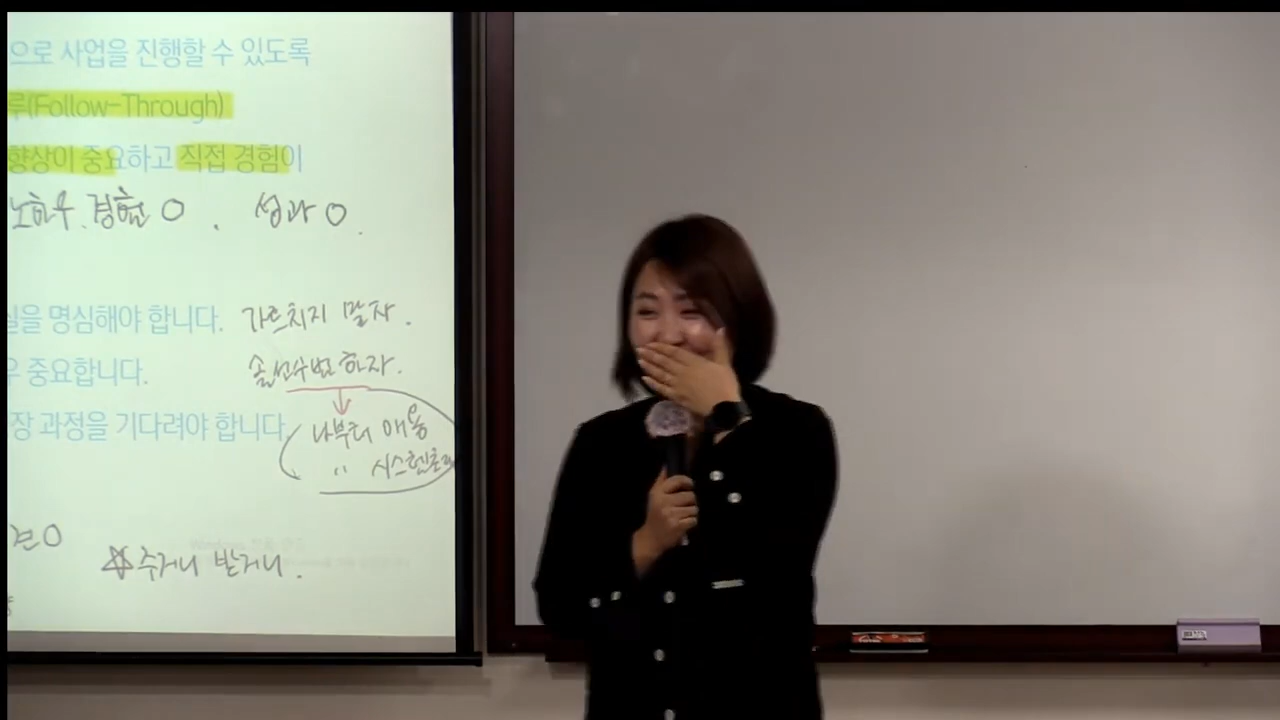 으로 사업을 진행할 수 있도록
루(Follow-Through)
향상이 중요하고 직접 경험이
노하우, 경험 O . 성과 O .
실을 명심해야 합니다. 가르치지 말자.
중요합니다. 솔선수범하자.
장 과정을 기다려야 합니다. 나부터 애용
" 시스템
☆ 주거니 받거니.